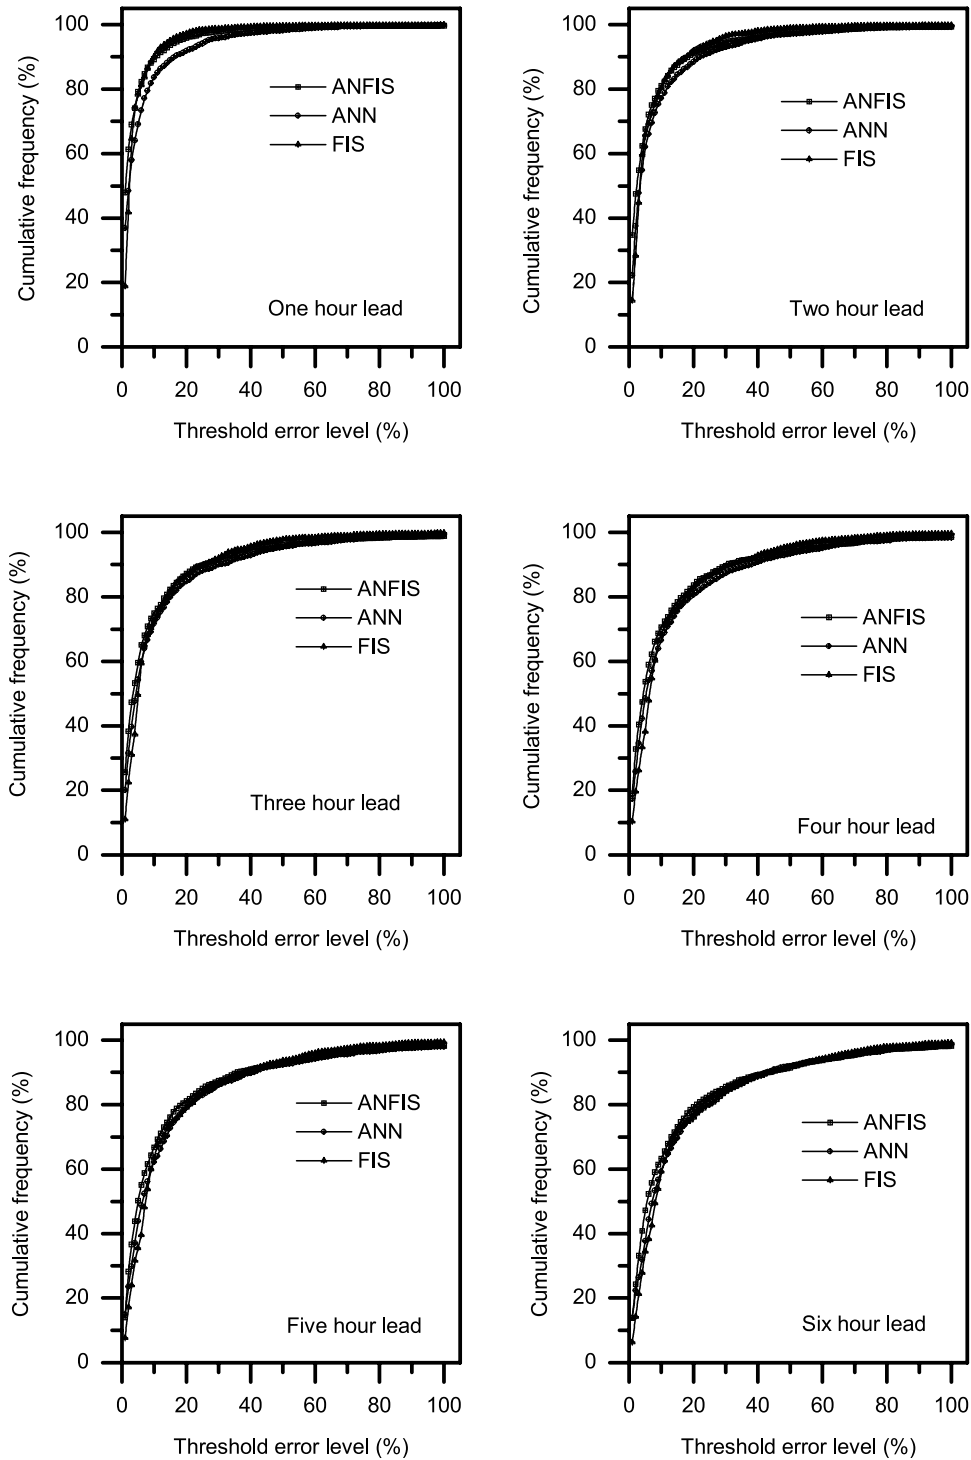 100
80
60
40
20
0
Cumulative frequency (%)
ANFIS
ANN
FIS
One hour lead
0 20 40 60 80 100
Threshold error level (%)
100
80
60
40
20
0
Cumulative frequency (%)
ANFIS
ANN
FIS
Two hour lead
0 20 40 60 80 100
Threshold error level (%)
100
80
60
40
20
0
Cumulative frequency (%)
ANFIS
ANN
FIS
Three hour lead
0 20 40 60 80 100
Threshold error level (%)
100
80
60
40
20
0
Cumulative frequency (%)
ANFIS
ANN
FIS
Four hour lead
0 20 40 60 80 100
Threshold error level (%)
100
80
60
40
20
0
Cumulative frequency (%)
ANFIS
ANN
FIS
Five hour lead
0 20 40 60 80 100
Threshold error level (%)
100
80
60
40
20
0
Cumulative frequency (%)
ANFIS
ANN
FIS
Six hour lead
0 20 40 60 80 100
Threshold error level (%)